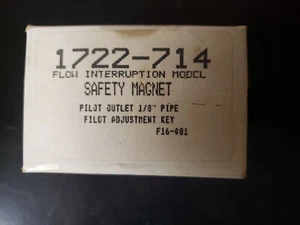 1722-714
FLOW INTERRUPTION MODEL
SAFETY MAGNET
PILOT OUTLET 1/8" PIPE
PILOT ADJUSTMENT KEY
F16-081